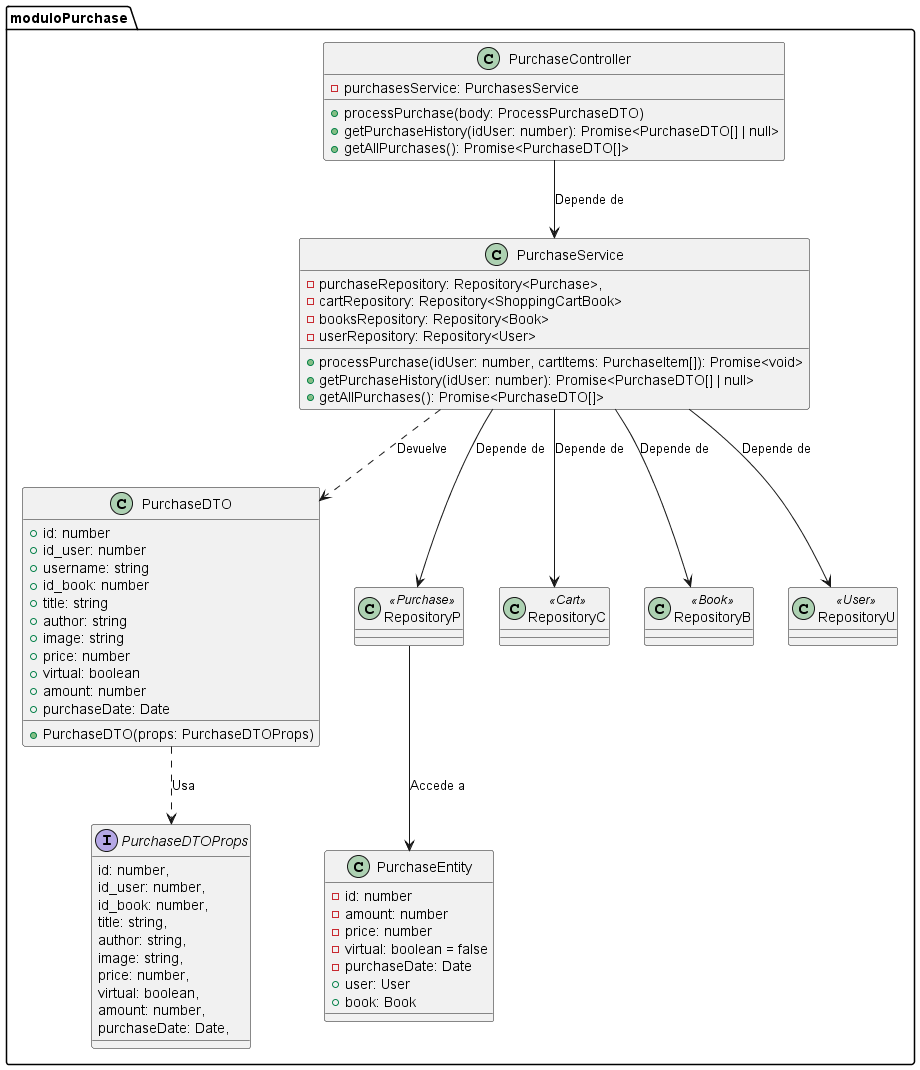 moduloPurchase
C PurchaseController
purchasesService: PurchasesService
processPurchase(body: ProcessPurchaseDTO)
getPurchaseHistory(idUser: number): Promise<PurchaseDTO[] | null>
getAllPurchases(): Promise<PurchaseDTO[]>
Depende de
C PurchaseService
purchaseRepository: Repository<Purchase>,
cartRepository: Repository<ShoppingCartBook>
booksRepository: Repository<Book>
userRepository: Repository<User>
processPurchase(idUser: number, cartItems: PurchaseItem[]): Promise<void>
getPurchaseHistory(idUser: number): Promise<PurchaseDTO[] | null>
getAllPurchases(): Promise<PurchaseDTO[]>
Devuelve
Depende de
Depende de
Depende de
Depende de
C PurchaseDTO
id: number
id_user: number
username: string
id_book: number
title: string
author: string
image: string
price: number
virtual: boolean
amount: number
purchaseDate: Date
PurchaseDTO(props: PurchaseDTOProps)
C «Purchase»
RepositoryP
C «Cart»
RepositoryC
C «Book»
RepositoryB
C «User»
RepositoryU
Usa
Accede a
I PurchaseDTOProps
id: number,
id_user: number,
id_book: number,
title: string,
author: string,
image: string,
price: number,
virtual: boolean,
amount: number,
purchaseDate: Date,
C PurchaseEntity
id: number
amount: number
price: number
virtual: boolean = false
purchaseDate: Date
user: User
book: Book